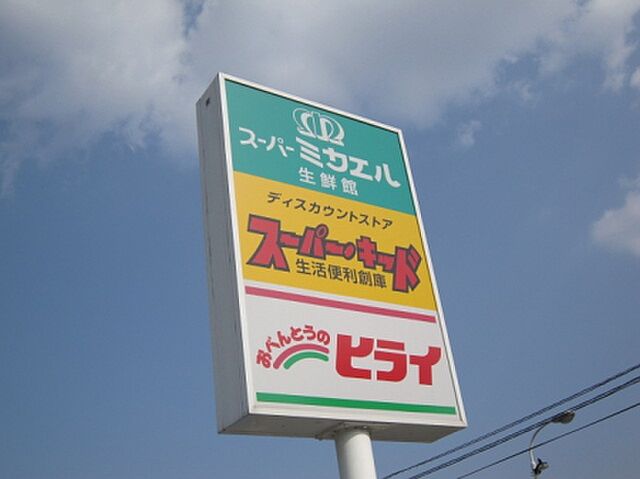 スーパーミカエル
生鮮館
ディスカウントストア
スーパー・キッド
生活便利創庫
おべんとうの
ヒライ